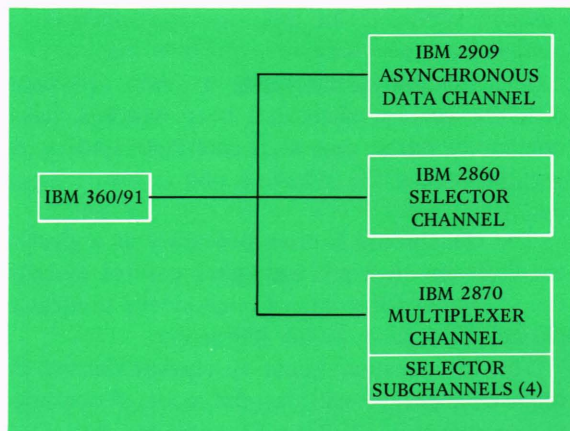 IBM 2909
ASYNCHRONOUS
DATA CHANNEL
IBM 360/91
IBM 2860
SELECTOR
CHANNEL
IBM 2870
MULTIPLEXER
CHANNEL
SELECTOR
SUBCHANNELS (4)